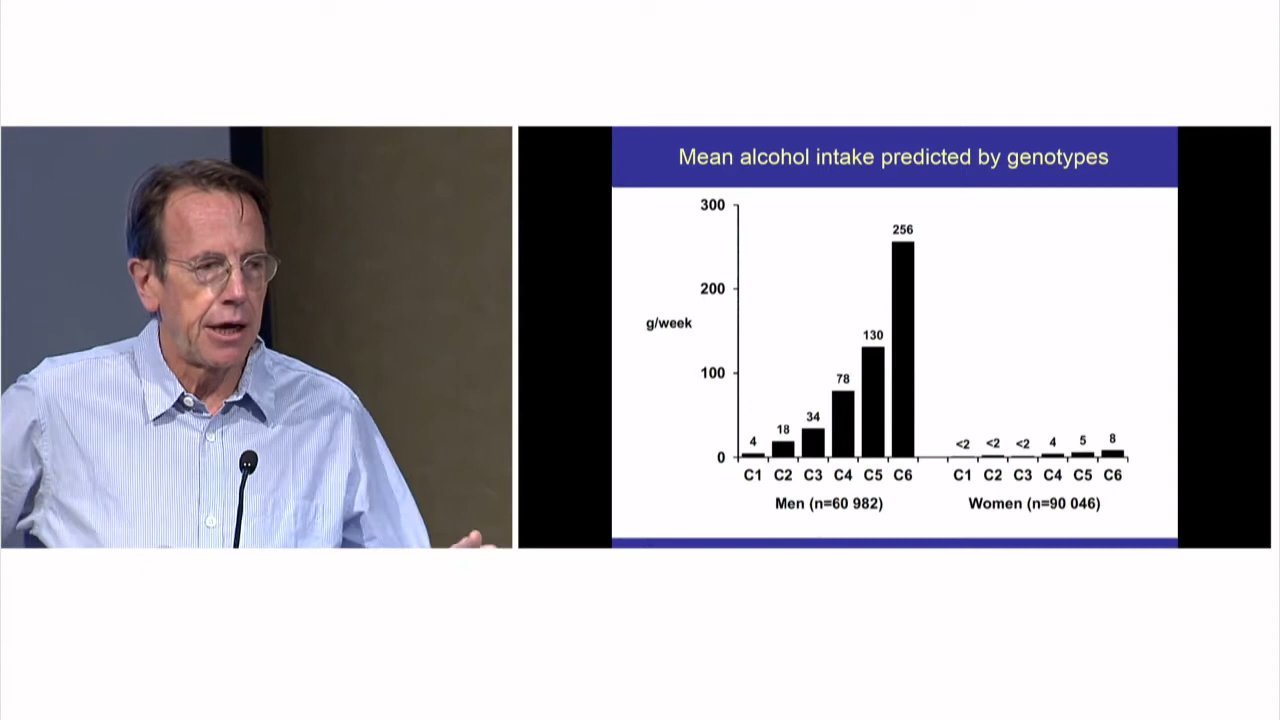 Mean alcohol intake predicted by genotypes
300
200
100
0
g/week
4
18
34
78
130
256
<2
<2
<2
4
5
8
C1 C2 C3 C4 C5 C6
C1 C2 C3 C4 C5 C6
Men (n=60 982)
Women (n=90 046)